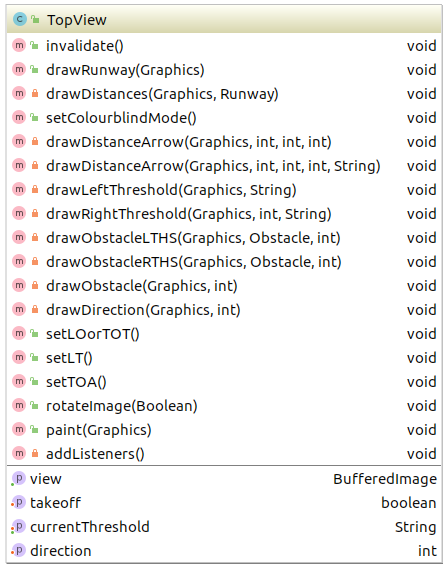 C TopView
m invalidate() void
m drawRunway(Graphics) void
m drawDistances(Graphics, Runway) void
m setColourblindMode() void
m drawDistanceArrow(Graphics, int, int, int) void
m drawDistanceArrow(Graphics, int, int, int, String) void
m drawLeftThreshold(Graphics, String) void
m drawRightThreshold(Graphics, int, String) void
m drawObstacleLTHS(Graphics, Obstacle, int) void
m drawObstacleRTHS(Graphics, Obstacle, int) void
m drawObstacle(Graphics, int) void
m drawDirection(Graphics, int) void
m setLOorTOT() void
m setLT() void
m setTOA() void
m rotateImage(Boolean) void
m paint(Graphics) void
m addListeners() void
p view BufferedImage
p takeoff boolean
p currentThreshold String
p direction int